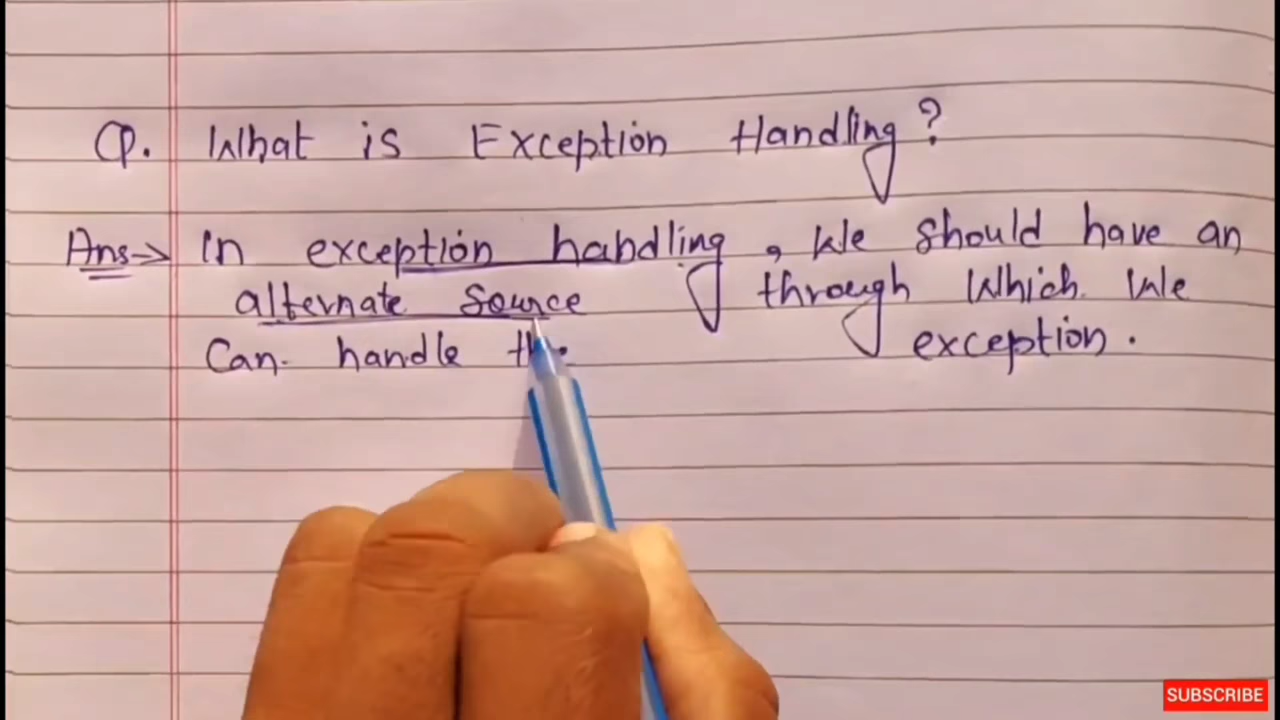 Q. What is Exception Handling?
Ans-> In exception handling, We should have an
alternate source through which we
can handle the exception.
SUBSCRIBE